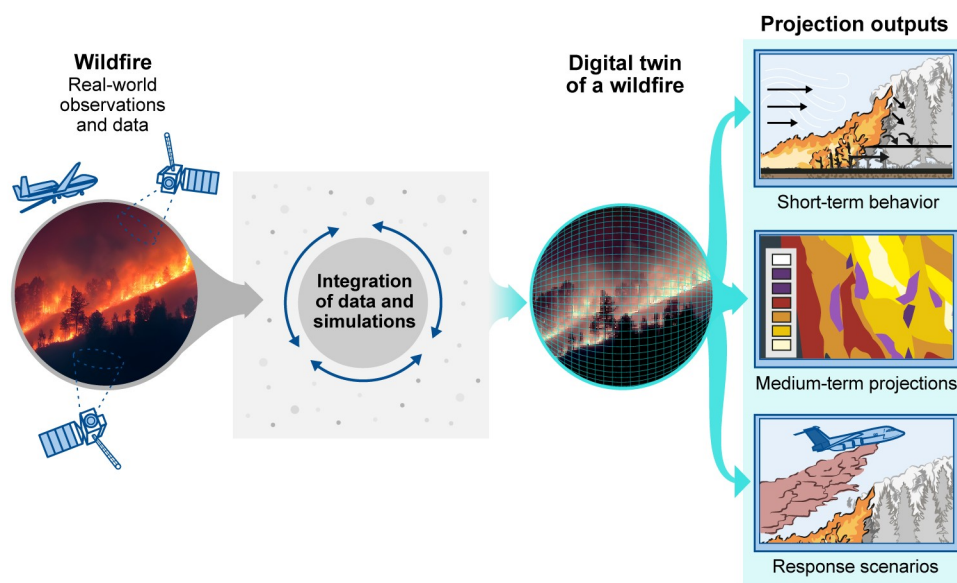 Wildfire
Real-world
observations
and data
Integration
of data and
simulations
Digital twin
of a wildfire
Projection outputs
Short-term behavior
Medium-term projections
Response scenarios